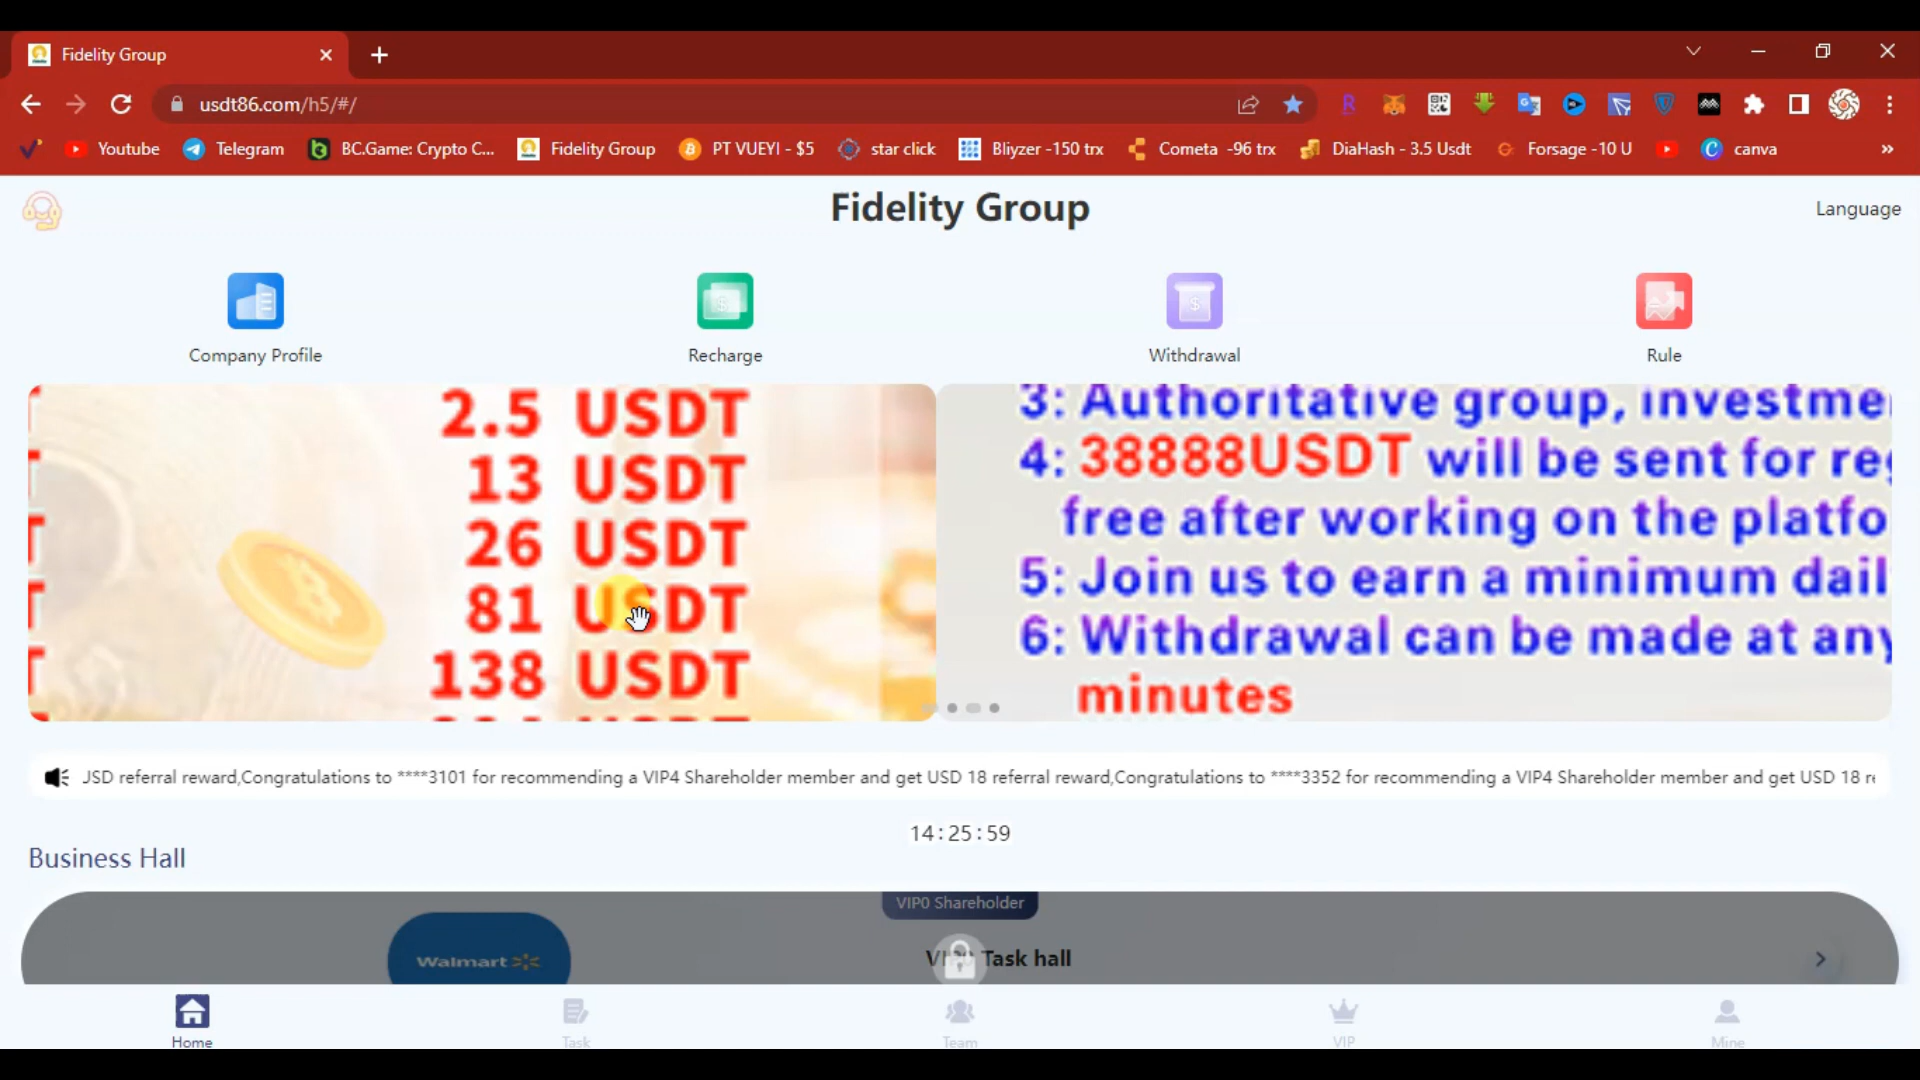 Fidelity Group
usdt86.com/h5/#/
Youtube
Telegram
BC.Game: Crypto C...
Fidelity Group
PT VUEYI - $5
star click
Bliyzer -150 trx
Cometa -96 trx
DiaHash - 3.5 Usdt
Forsage -10 U
canva
»
Fidelity Group
Language
Company Profile
Recharge
Withdrawal
Rule
2.5 USDT
13 USDT
26 USDT
81 USDT
138 USDT
3: Authoritative group, investme
4: 38888USDT will be sent for re
free after working on the platfo
5: Join us to earn a minimum dail
6: Withdrawal can be made at any
minutes
JSD referral reward,Congratulations to ****3101 for recommending a VIP4 Shareholder member and get USD 18 referral reward,Congratulations to ****3352 for recommending a VIP4 Shareholder member and get USD 18 r
14:25:59
Business Hall
VIP0 Shareholder
Walmart
Task hall
Home
Task
Team
VIP
Mine